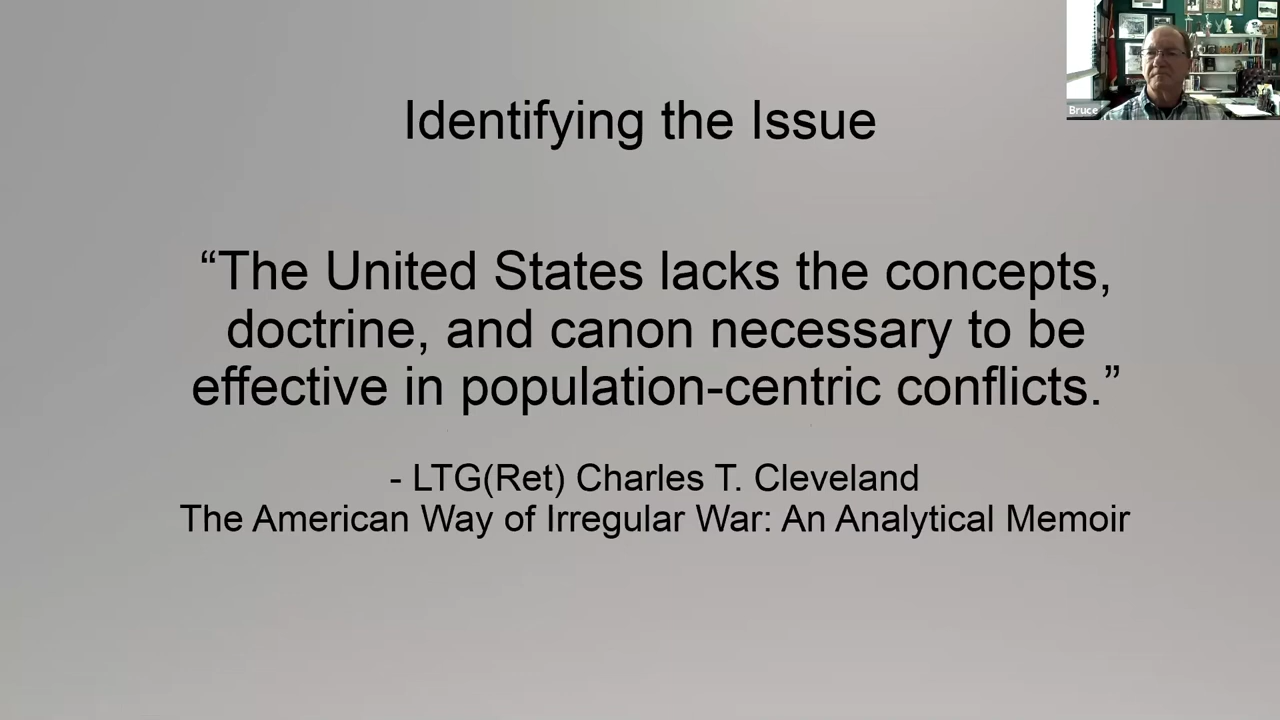 Identifying the Issue
Bruce
“The United States lacks the concepts,
doctrine, and canon necessary to be
effective in population-centric conflicts.”
- LTG(Ret) Charles T. Cleveland
The American Way of Irregular War: An Analytical Memoir